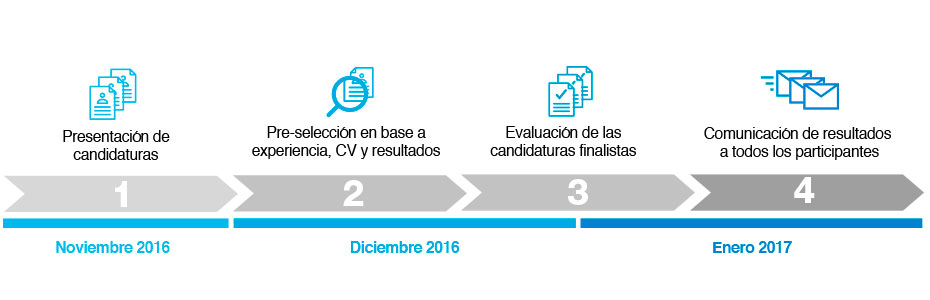 Presentación de
candidaturas
Pre-selección en base a
experiencia, CV y resultados
Evaluación de las
candidaturas finalistas
Comunicación de resultados
a todos los participantes
1
2
3
4
Noviembre 2016
Diciembre 2016
Enero 2017